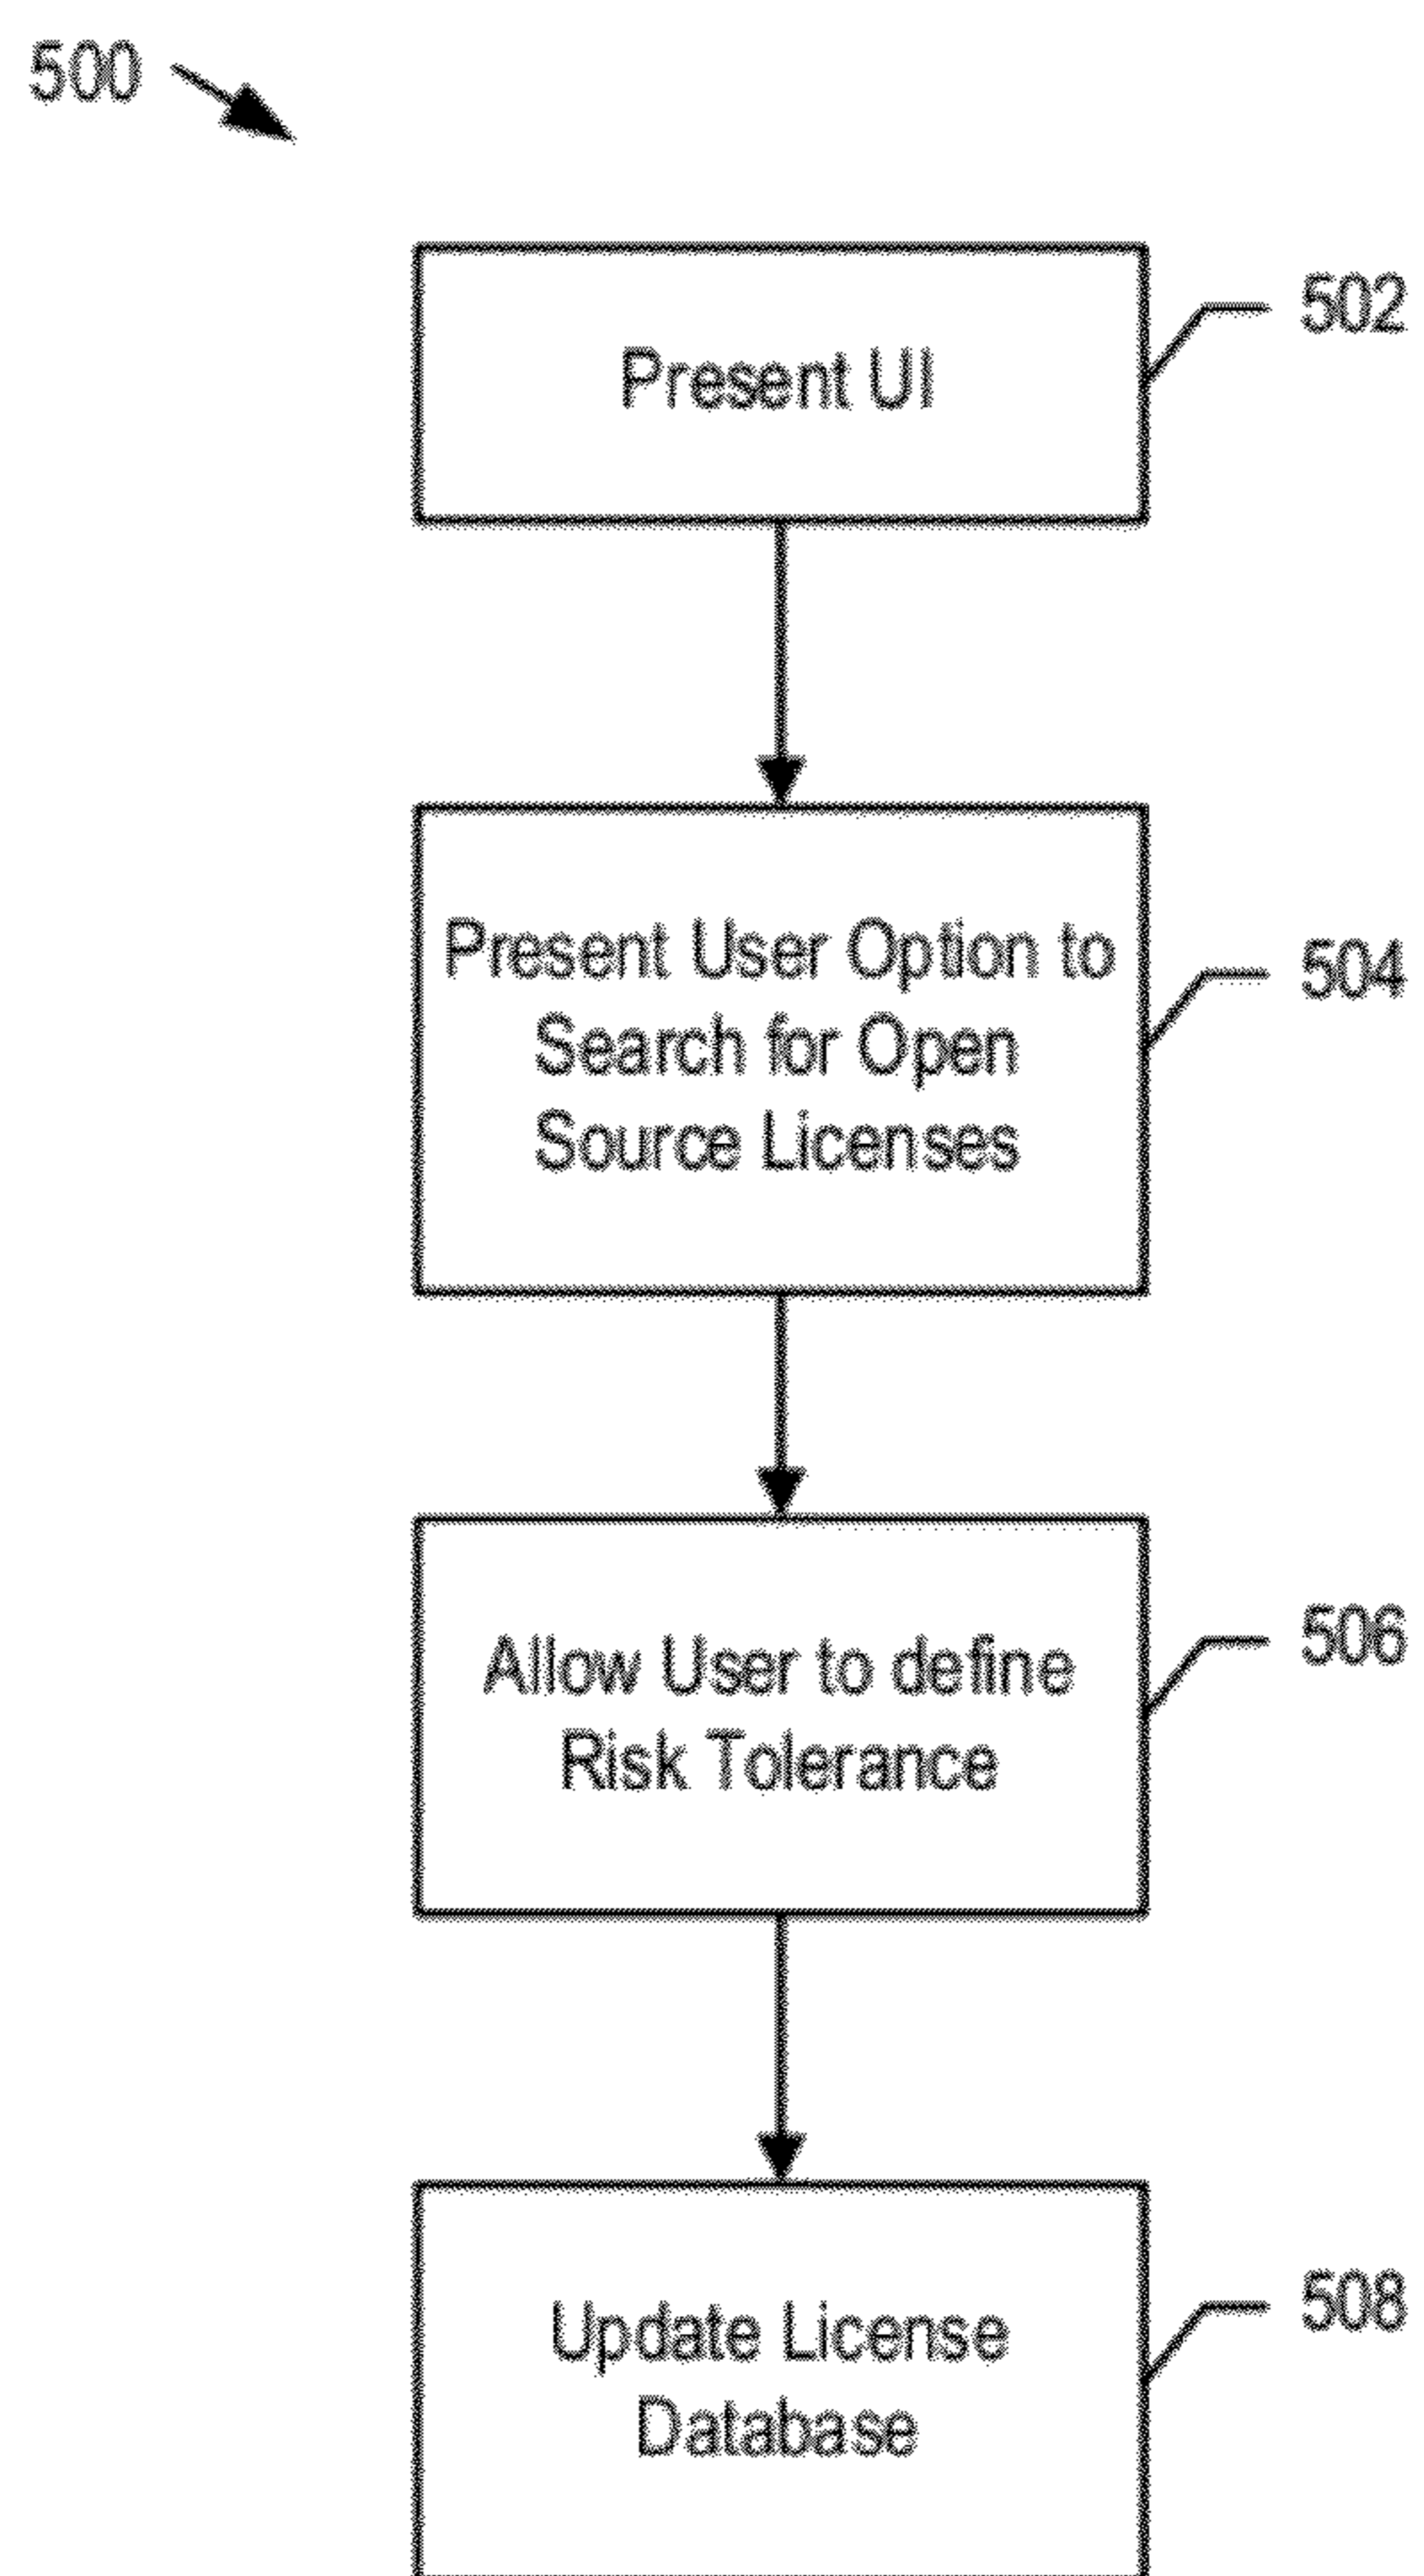 500
Present UI
502
Present User Option to
Search for Open
Source Licenses
504
Allow User to define
Risk Tolerance
506
Update License
Database
508